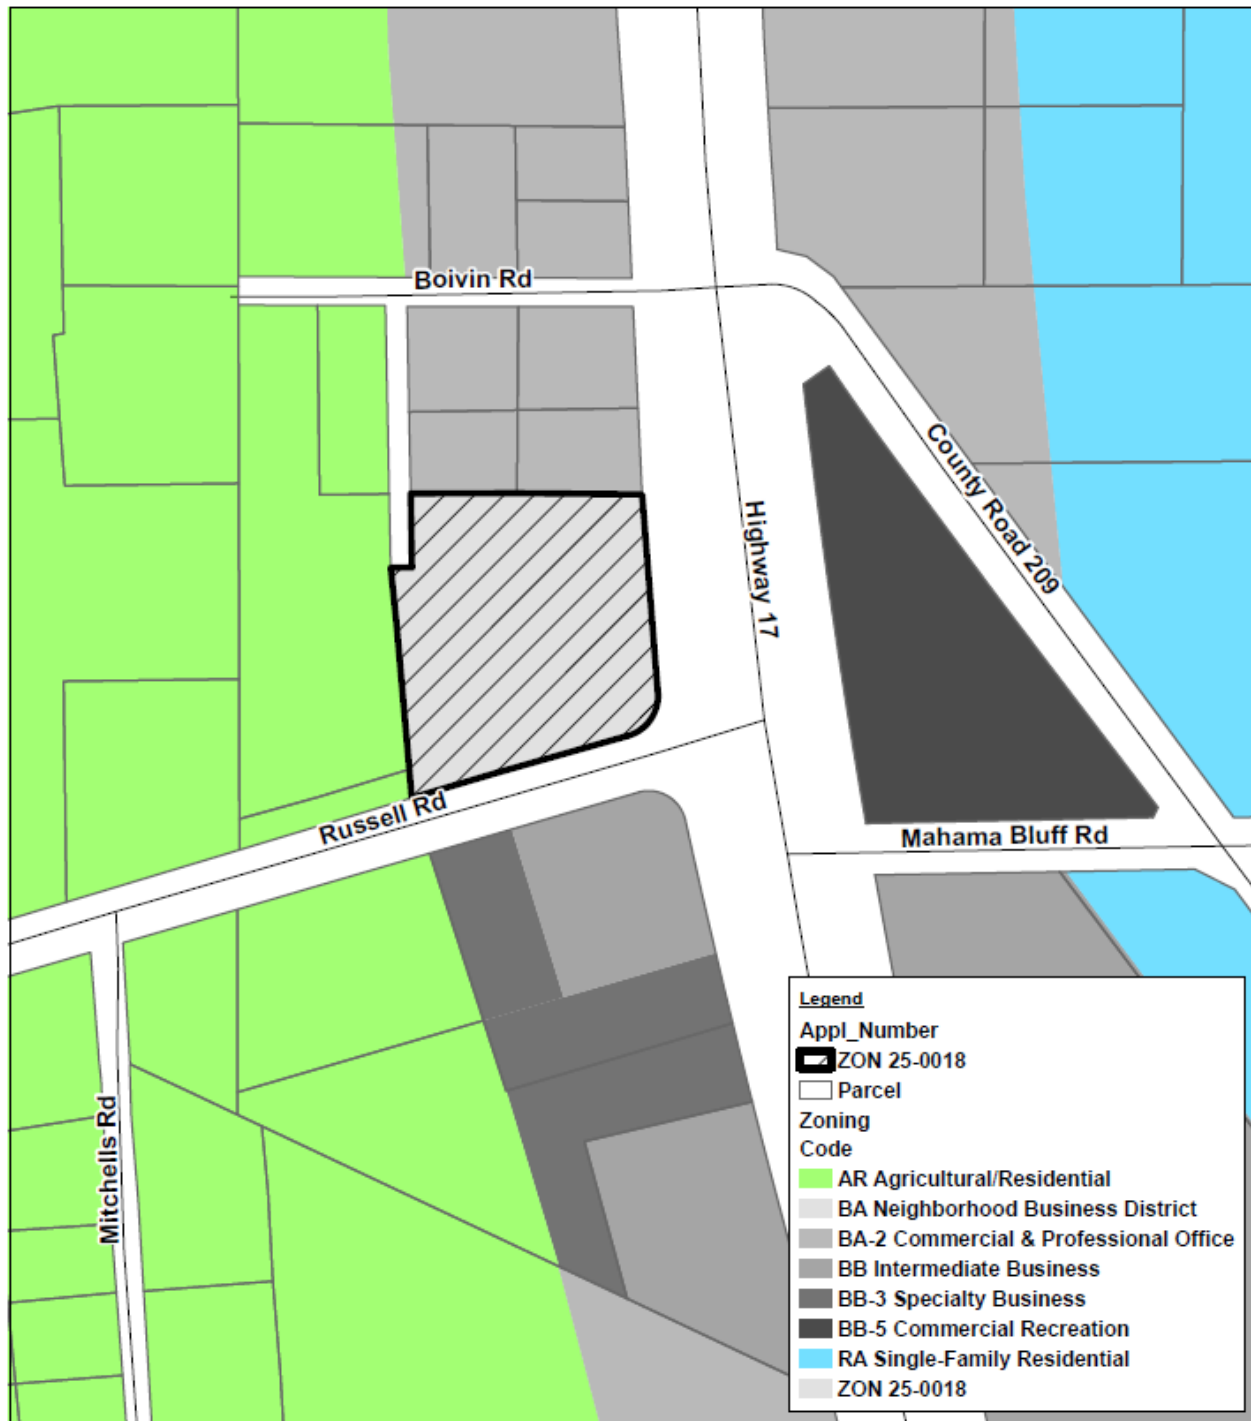 Boivin Rd
County Road 209
Highway 17
Russell Rd
Mahama Bluff Rd
Mitchells Rd
Legend
Appl_Number
ZON 25-0018
Parcel
Zoning
Code
AR Agricultural/Residential
BA Neighborhood Business District
BA-2 Commercial & Professional Office
BB Intermediate Business
BB-3 Specialty Business
BB-5 Commercial Recreation
RA Single-Family Residential
ZON 25-0018